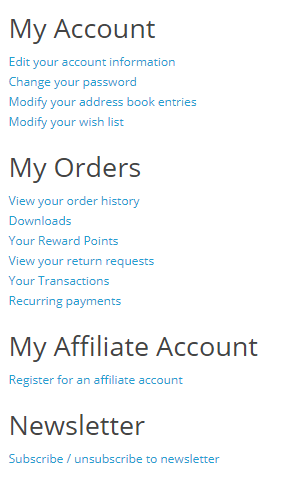 My Account
Edit your account information
Change your password
Modify your address book entries
Modify your wish list
My Orders
View your order history
Downloads
Your Reward Points
View your return requests
Your Transactions
Recurring payments
My Affiliate Account
Register for an affiliate account
Newsletter
Subscribe / unsubscribe to newsletter